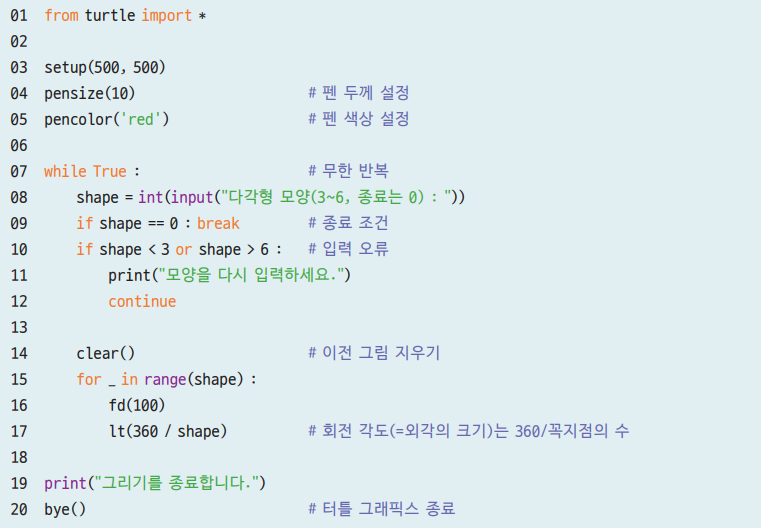 01 from turtle import *
02
03 setup(500, 500)
04 pensize(10) # 펜 두께 설정
05 pencolor('red') # 펜 색상 설정
06
07 while True : # 무한 반복
08     shape = int(input("다각형 모양(3~6, 종료는 0) : "))
09     if shape == 0 : break # 종료 조건
10     if shape < 3 or shape > 6 : # 입력 오류
11         print("모양을 다시 입력하세요.")
12         continue
13
14     clear() # 이전 그림 지우기
15     for _ in range(shape) :
16         fd(100)
17         lt(360 / shape) # 회전 각도(=외각의 크기)는 360/꼭지점의 수
18
19 print("그리기를 종료합니다.")
20 bye() # 터틀 그래픽스 종료